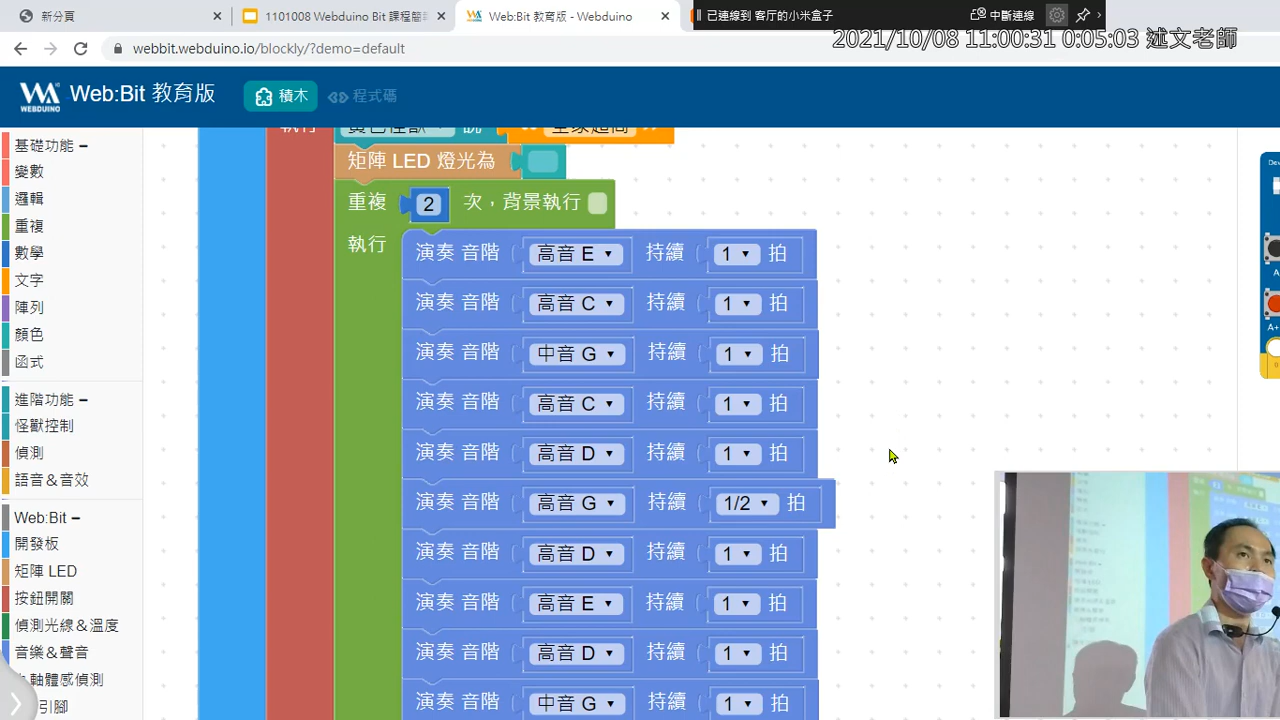 新分頁
1101008 Webduino Bit 課程簡
Web:Bit 教育版 - Webduino
已連線到 客厅的小米盒子
中斷連線
webbit.webduino.io/blockly/?demo=default
2021/10/08 11:00:31 0:05:03 述文老師
WEBDUINO
Web:Bit 教育版
積木
程式碼
基礎功能
變數
邏輯
重複
數學
文字
陣列
顏色
函式
進階功能
怪獸控制
偵測
語音＆音效
Web:Bit
開發板
矩陣 LED
按鈕開關
偵測光線＆溫度
音樂＆聲音
軸體感偵測
引腳
執行
矩陣 LED 燈光為
重複 2 次，背景執行
執行
演奏 音階 高音 E 持續 1 拍
演奏 音階 高音 C 持續 1 拍
演奏 音階 中音 G 持續 1 拍
演奏 音階 高音 C 持續 1 拍
演奏 音階 高音 D 持續 1 拍
演奏 音階 高音 G 持續 1/2 拍
演奏 音階 高音 D 持續 1 拍
演奏 音階 高音 E 持續 1 拍
演奏 音階 高音 D 持續 1 拍
演奏 音階 中音 G 持續 1 拍
Dev
A
A+